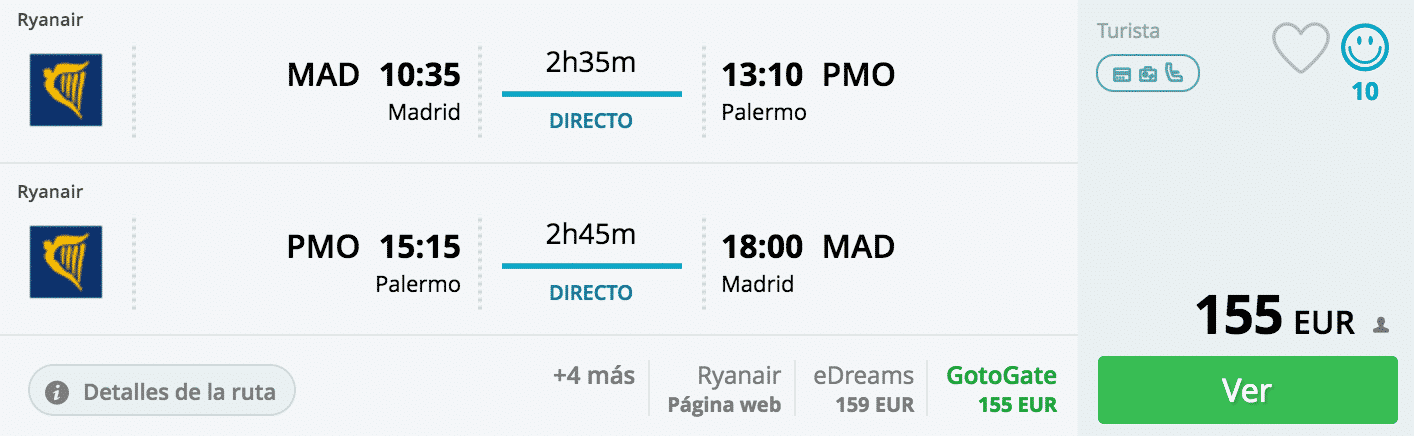 Ryanair
MAD 10:35
Madrid
2h35m
DIRECTO
13:10 PMO
Palermo
Ryanair
PMO 15:15
Palermo
2h45m
DIRECTO
18:00 MAD
Madrid
Detalles de la ruta
+4 más
Ryanair
Página web
eDreams
159 EUR
GotoGate
155 EUR
Turista
10
155 EUR
Ver